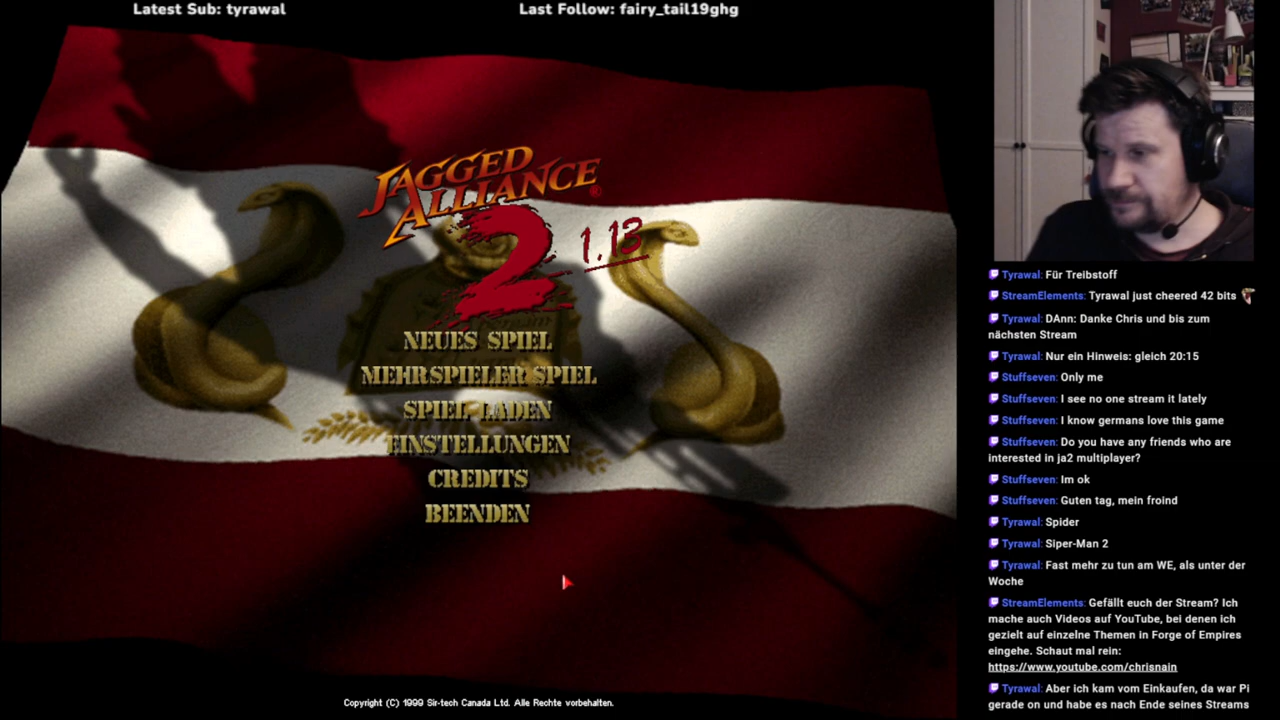 Latest Sub: tyrawal
Last Follow: fairy_tail19ghg
JAGGED
ALLIANCE
2
1.13
NEUES SPIEL
MEHRSPIELER SPIEL
SPIEL LADEN
EINSTELLUNGEN
CREDITS
BEENDEN
Copyright (C) 1999 Sir-tech Canada Ltd. Alle Rechte vorbehalten.
Tyrawal: Für Treibstoff
StreamElements: Tyrawal just cheered 42 bits
Tyrawal: DAnn: Danke Chris und bis zum
nächsten Stream
Tyrawal: Nur ein Hinweis: gleich 20:15
Stuffseven: Only me
Stuffseven: I see no one stream it lately
Stuffseven: I know germans love this game
Stuffseven: Do you have any friends who are
interested in ja2 multiplayer?
Stuffseven: Im ok
Stuffseven: Guten tag, mein froind
Tyrawal: Spider
Tyrawal: Siper-Man 2
Tyrawal: Fast mehr zu tun am WE, als unter der
Woche
StreamElements: Gefällt euch der Stream? Ich
mache auch Videos auf YouTube, bei denen ich
gezielt auf einzelne Themen in Forge of Empires
eingehe. Schaut mal rein:
https://www.youtube.com/chrisnain
Tyrawal: Aber ich kam vom Einkaufen, da war Pi
gerade on und habe es nach Ende seines Streams